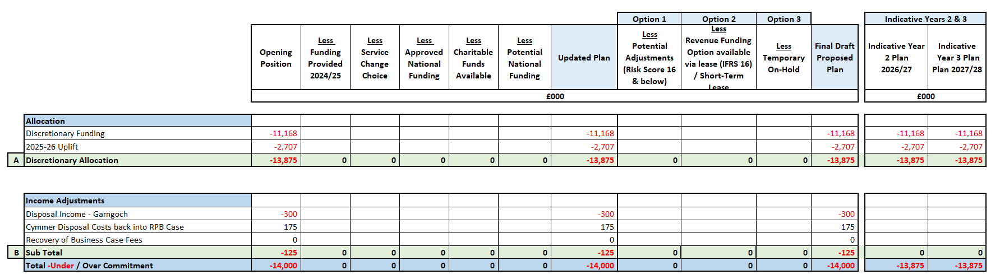 Option 1 Option 2 Option 3 Indicative Years 2 & 3
Opening Position
Less Funding Provided 2024/25
Less Service Change Choice
Less Approved National Funding
Less Charitable Funds Available
Less Potential National Funding
Updated Plan
Less Potential Adjustments (Risk Score 16 & below)
Less Revenue Funding Option available via lease (IFRS 16) / Short-Term Lease
Less Temporary On-Hold
Final Draft Proposed Plan
Indicative Year 2 Plan 2026/27
Indicative Year 3 Plan Plan 2027/28
£000 £000
Allocation
Discretionary Funding -11,168 -11,168 -11,168 -11,168 -11,168
2025-26 Uplift -2,707 -2,707 -2,707 -2,707 -2,707
A Discretionary Allocation -13,875 0 0 0 0 0 -13,875 0 0 0 -13,875 -13,875 -13,875
Income Adjustments
Disposal Income - Garngoch -300 -300 -300
Cymmer Disposal Costs back into RPB Case 175 175 175
Recovery of Business Case Fees 0 0 0
B Sub Total -125 0 0 0 0 0 -125 0 0 0 -125 0 0
Total -Under / Over Commitment -14,000 0 0 0 0 0 -14,000 0 0 0 -14,000 -13,875 -13,875